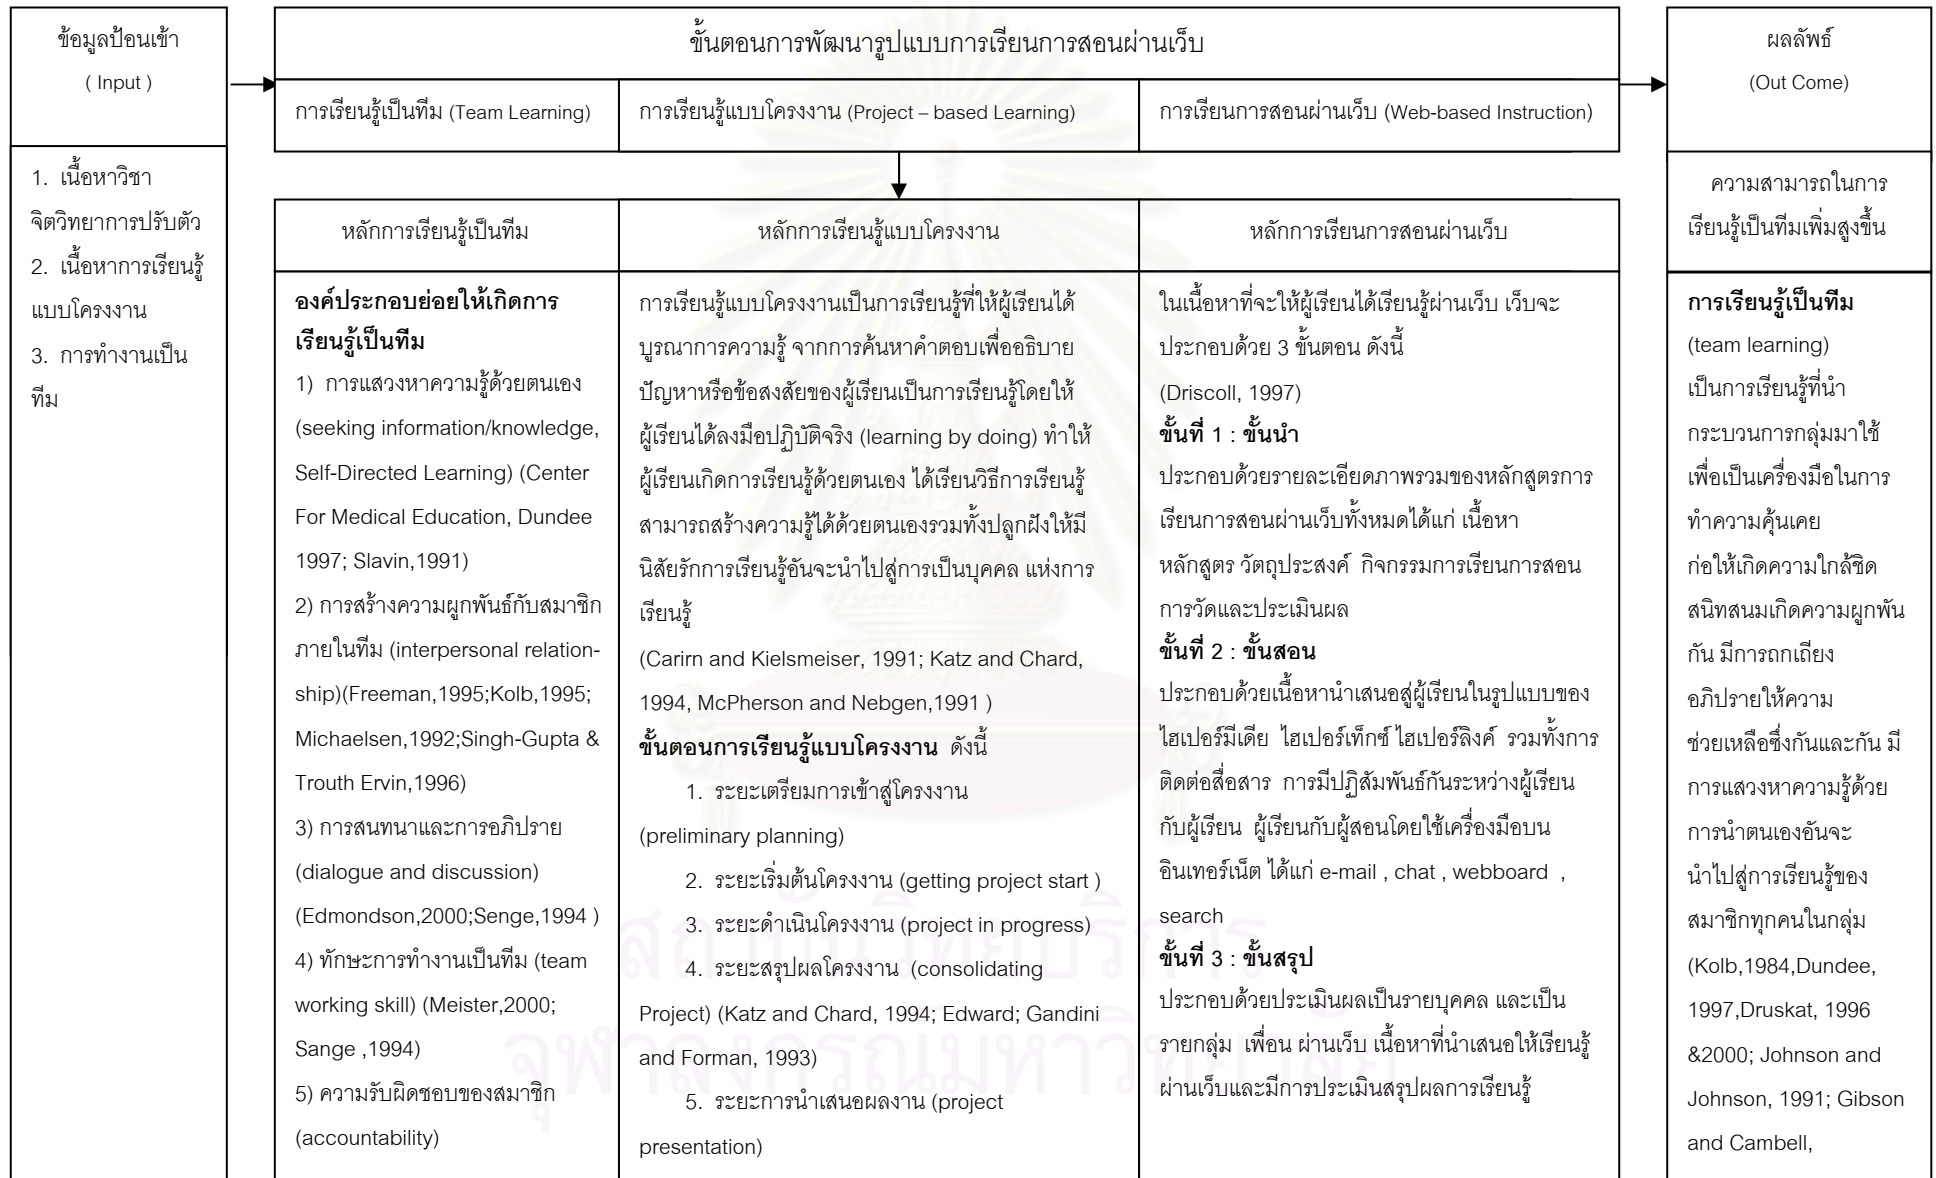 ข้อมูลป้อนเข้า
( Input )
1. เนื้อหาวิชา
จิตวิทยาการปรับตัว
2. เนื้อหาการเรียนรู้
แบบโครงงาน
3. การทำงานเป็น
ทีม
ขั้นตอนการพัฒนารูปแบบการเรียนการสอนผ่านเว็บ
การเรียนรู้เป็นทีม (Team Learning)
การเรียนรู้แบบโครงงาน (Project – based Learning)
การเรียนการสอนผ่านเว็บ (Web-based Instruction)
หลักการเรียนรู้เป็นทีม
องค์ประกอบย่อยให้เกิดการ
เรียนรู้เป็นทีม
1) การแสวงหาความรู้ด้วยตนเอง
(seeking information/knowledge,
Self-Directed Learning) (Center
For Medical Education, Dundee
1997; Slavin,1991)
2) การสร้างความผูกพันธ์กับสมาชิก
ภายในทีม (interpersonal relation-
ship)(Freeman,1995;Kolb,1995;
Michaelsen,1992;Singh-Gupta &
Trouth Ervin,1996)
3) การสนทนาและการอภิปราย
(dialogue and discussion)
(Edmondson,2000;Senge,1994 )
4) ทักษะการทำงานเป็นทีม (team
working skill) (Meister,2000;
Sange ,1994)
5) ความรับผิดชอบของสมาชิก
(accountability)
หลักการเรียนรู้แบบโครงงาน
การเรียนรู้แบบโครงงานเป็นการเรียนรู้ที่ให้ผู้เรียนได้
บูรณาการความรู้ จากการค้นหาคำตอบเพื่ออธิบาย
ปัญหาหรือข้อสงสัยของผู้เรียนเป็นการเรียนรู้โดยให้
ผู้เรียนได้ลงมือปฏิบัติจริง (learning by doing) ทำให้
ผู้เรียนเกิดการเรียนรู้ด้วยตนเอง ได้เรียนวิธีการเรียนรู้
สามารถสร้างความรู้ได้ด้วยตนเองรวมทั้งปลูกฝังให้มี
นิสัยรักการเรียนรู้อันจะนำไปสู่การเป็นบุคคล แห่งการ
เรียนรู้
(Carirn and Kielsmeiser, 1991; Katz and Chard,
1994, McPherson and Nebgen,1991 )
ขั้นตอนการเรียนรู้แบบโครงงาน ดังนี้
1. ระยะเตรียมการเข้าสู่โครงงาน
(preliminary planning)
2. ระยะเริ่มต้นโครงงาน (getting project start )
3. ระยะดำเนินโครงงาน (project in progress)
4. ระยะสรุปผลโครงงาน (consolidating
Project) (Katz and Chard, 1994; Edward; Gandini
and Forman, 1993)
5. ระยะการนำเสนอผลงาน (project
presentation)
หลักการเรียนการสอนผ่านเว็บ
ในเนื้อหาที่จะให้ผู้เรียนได้เรียนรู้ผ่านเว็บ เว็บจะ
ประกอบด้วย 3 ขั้นตอน ดังนี้
(Driscoll, 1997)
ขั้นที่ 1 : ขั้นนำ
ประกอบด้วยรายละเอียดภาพรวมของหลักสูตรการ
เรียนการสอนผ่านเว็บทั้งหมดได้แก่ เนื้อหา
หลักสูตร วัตถุประสงค์ กิจกรรมการเรียนการสอน
การวัดและประเมินผล
ขั้นที่ 2 : ขั้นสอน
ประกอบด้วยเนื้อหานำเสนอสู่ผู้เรียนในรูปแบบของ
ไฮเปอร์มีเดีย ไฮเปอร์เท็กซ์ ไฮเปอร์ลิงค์ รวมทั้งการ
ติดต่อสื่อสาร การมีปฏิสัมพันธ์กันระหว่างผู้เรียน
กับผู้เรียน ผู้เรียนกับผู้สอนโดยใช้เครื่องมือบน
อินเทอร์เน็ต ได้แก่ e-mail , chat , webboard ,
search
ขั้นที่ 3 : ขั้นสรุป
ประกอบด้วยประเมินผลเป็นรายบุคคล และเป็น
รายกลุ่ม เพื่อน ผ่านเว็บ เนื้อหาที่นำเสนอให้เรียนรู้
ผ่านเว็บและมีการประเมินสรุปผลการเรียนรู้
ผลลัพธ์
(Out Come)
ความสามารถในการ
เรียนรู้เป็นทีมเพิ่มสูงขึ้น
การเรียนรู้เป็นทีม
(team learning)
เป็นการเรียนรู้ที่นำ
กระบวนการกลุ่มมาใช้
เพื่อเป็นเครื่องมือในการ
ทำความคุ้นเคย
ก่อให้เกิดความใกล้ชิด
สนิทสนมเกิดความผูกพัน
กัน มีการถกเถียง
อภิปรายให้ความ
ช่วยเหลือซึ่งกันและกัน มี
การแสวงหาความรู้ด้วย
การนำตนเองอันจะ
นำไปสู่การเรียนรู้ของ
สมาชิกทุกคนในกลุ่ม
(Kolb,1984,Dundee,
1997,Druskat, 1996
&2000; Johnson and
Johnson, 1991; Gibson
and Cambell,
สถาบันวิทยบริการ
จุฬาลงกรณ์มหาวิทยาลัย